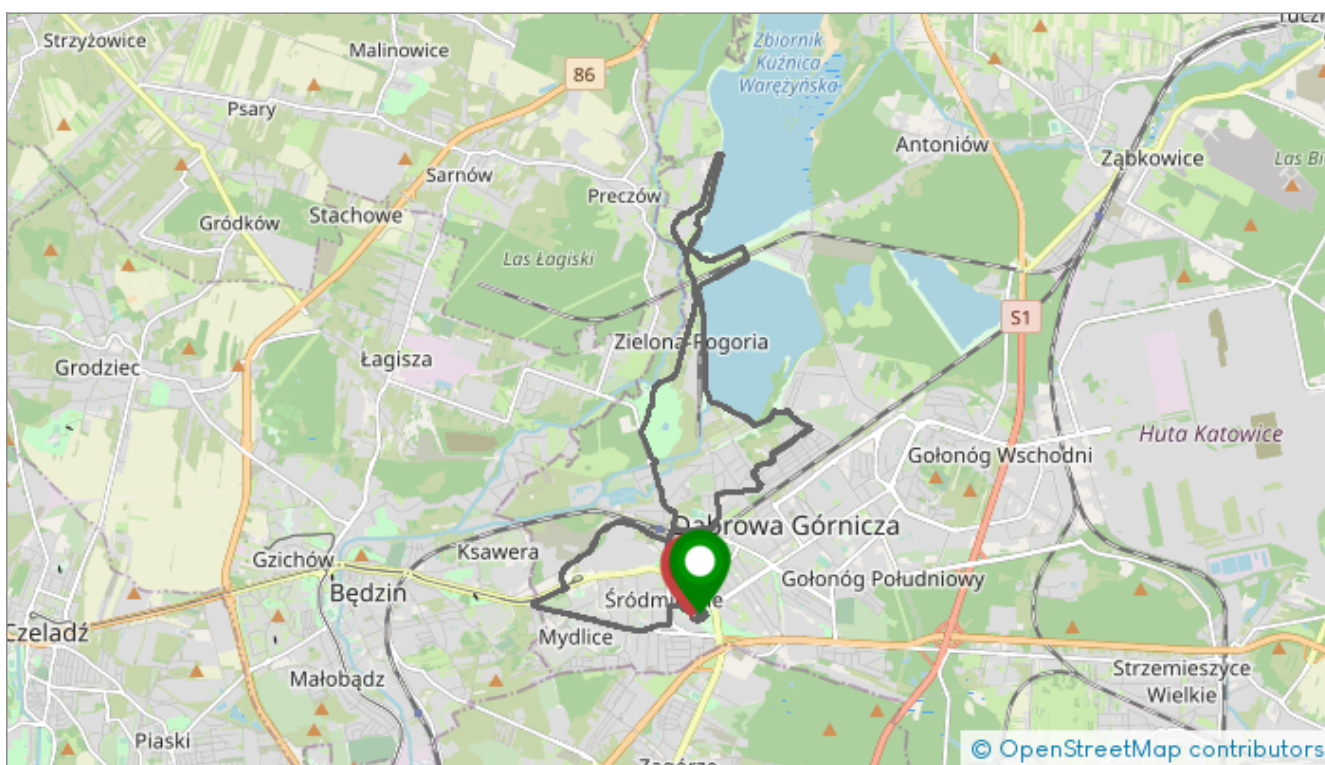 Strzyżowice
Malinowice
Zbiornik
Kuźnica
Warężyńska
86
Psary
Antoniów
Ząbkowice
Sarnów
Preczów
Stachowe
Gródków
Las Łagiski
S1
Zielona
Pogoria
Łagisza
Grodziec
Huta Katowice
Gołonóg Wschodni
Dąbrowa Górnicza
Ksawera
Gzichów
Gołonóg Południowy
Będzin
Czeladź
Mydlice
Strzemieszyce
Wielkie
Małobądz
Piaski
© OpenStreetMap contributors